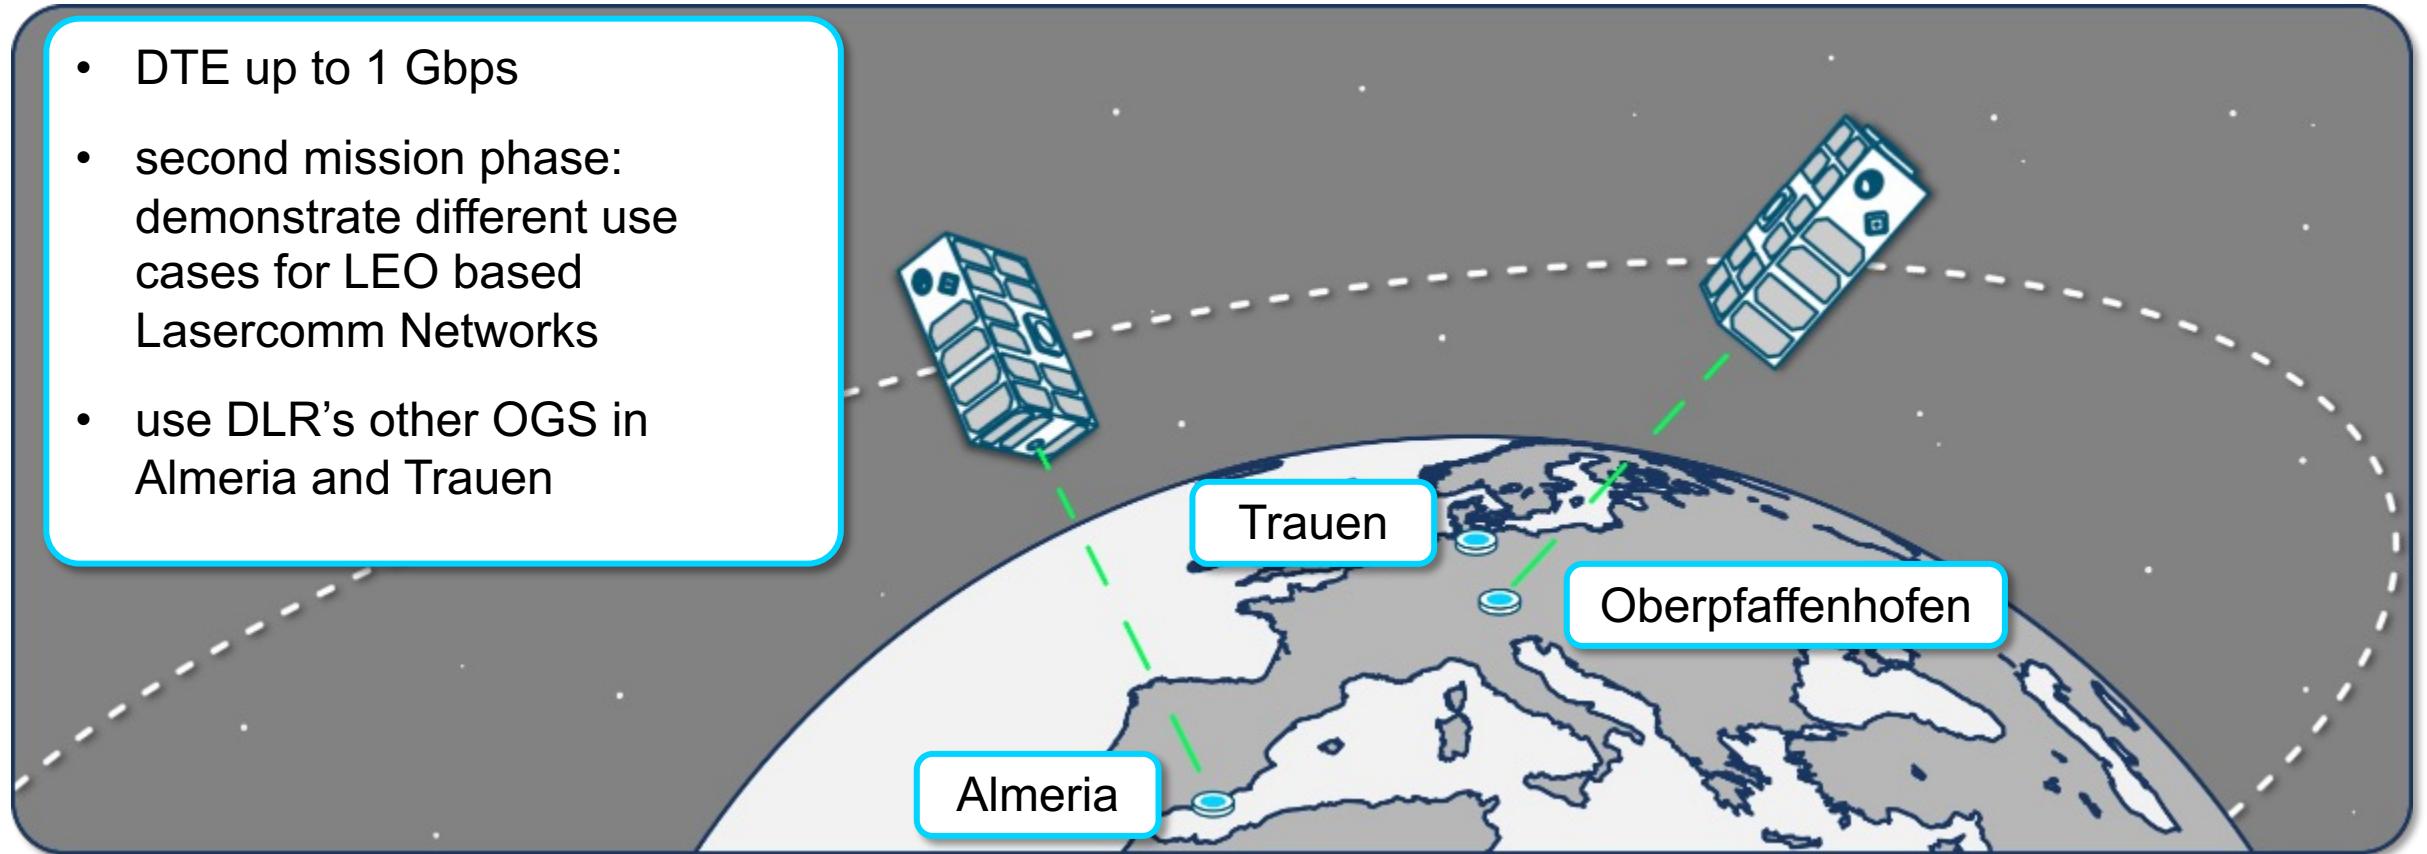 • DTE up to 1 Gbps
• second mission phase:
demonstrate different use
cases for LEO based
Lasercomm Networks
• use DLR’s other OGS in
Almeria and Trauen
Trauen
Oberpfaffenhofen
Almeria